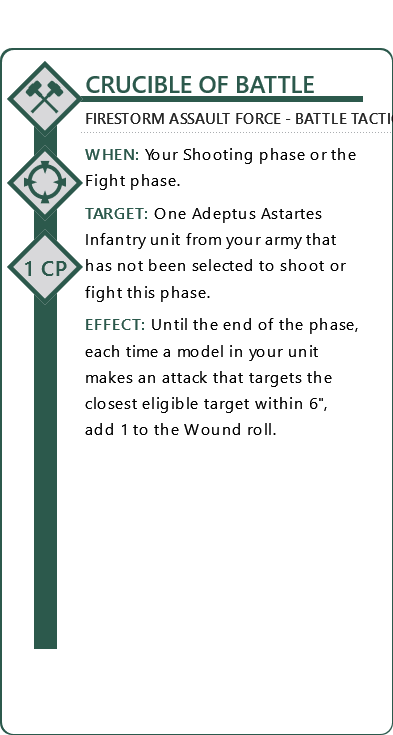 CRUCIBLE OF BATTLE
FIRESTORM ASSAULT FORCE - BATTLE TACTI
WHEN: Your Shooting phase or the
Fight phase.
TARGET: One Adeptus Astartes
Infantry unit from your army that
has not been selected to shoot or
fight this phase.
1 CP
EFFECT: Until the end of the phase,
each time a model in your unit
makes an attack that targets the
closest eligible target within 6",
add 1 to the Wound roll.